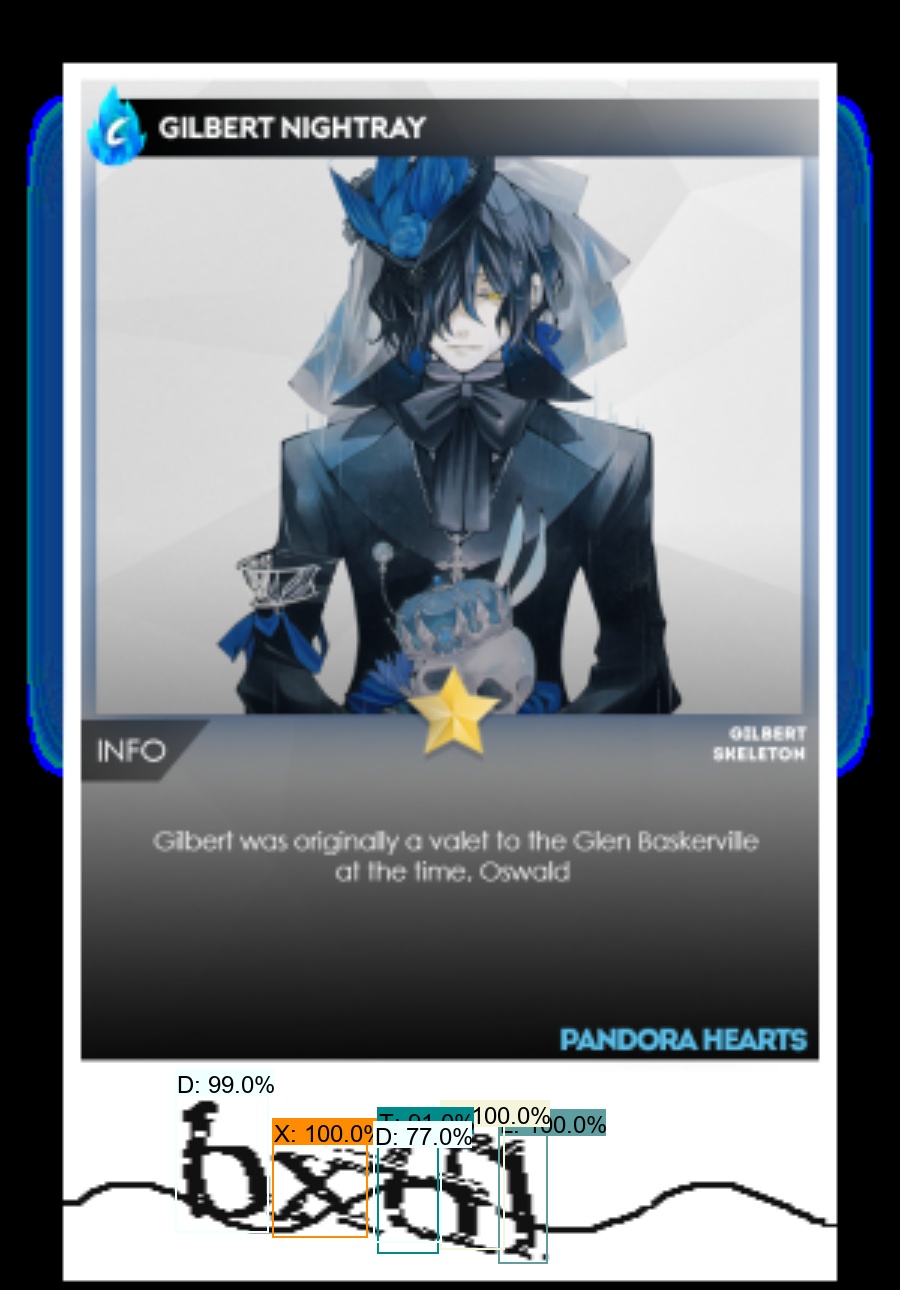 GILBERT NIGHTRAY
INFO
GILBERT
SKELETON
Gilbert was originally a valet to the Glen Baskerville
at the time, Oswald
PANDORA HEARTS
D: 99.0%
X: 100.0%
D: 77.0%
100.0%